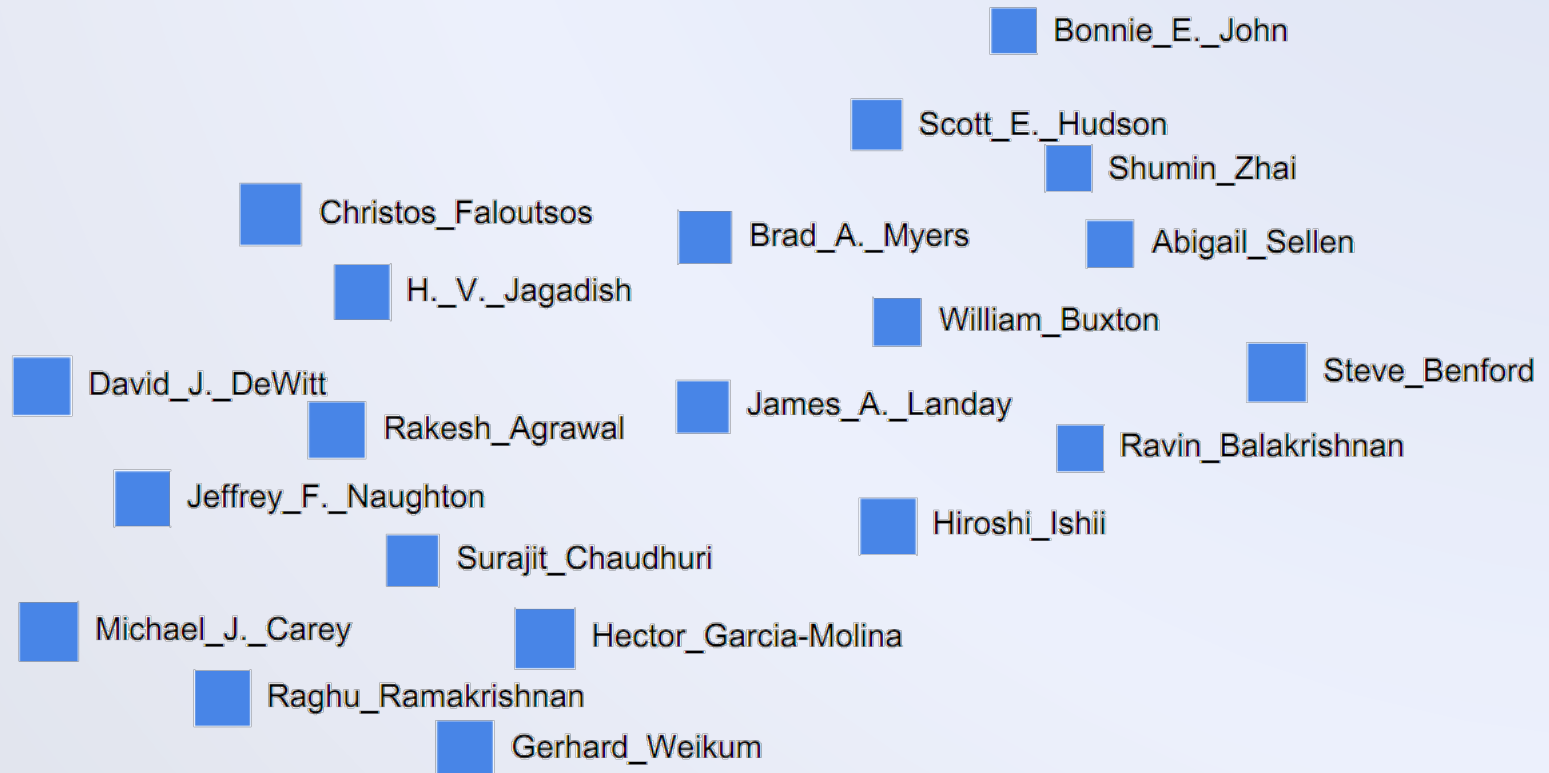 Bonnie_E._John
Scott_E._Hudson
Shumin_Zhai
Christos_Faloutsos
Brad_A._Myers
Abigail_Sellen
H._V._Jagadish
William_Buxton
Steve_Benford
David_J._DeWitt
James_A._Landay
Rakesh_Agrawal
Ravin_Balakrishnan
Jeffrey_F._Naughton
Hiroshi_Ishii
Surajit_Chaudhuri
Michael_J._Carey
Hector_Garcia-Molina
Raghu_Ramakrishnan
Gerhard_Weikum